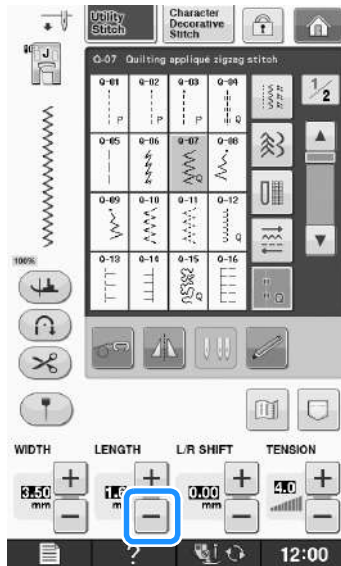 Utility
Stitch
Character
Decorative
Stitch
J
Q-07 Quilting appliqué zigzag stitch
1/2
Q-01 Q-02 Q-03 Q-04
P P Q
Q-05 Q-06 Q-07 Q-08
Q
Q-09 Q-10 Q-11 Q-12
Q Q
Q-13 Q-14 Q-15 Q-16
Q
Q
100%
WIDTH LENGTH L/R SHIFT TENSION
3.50 mm
+
−
+
−
0.00 mm
+
−
4.0
+
−
?
12:00